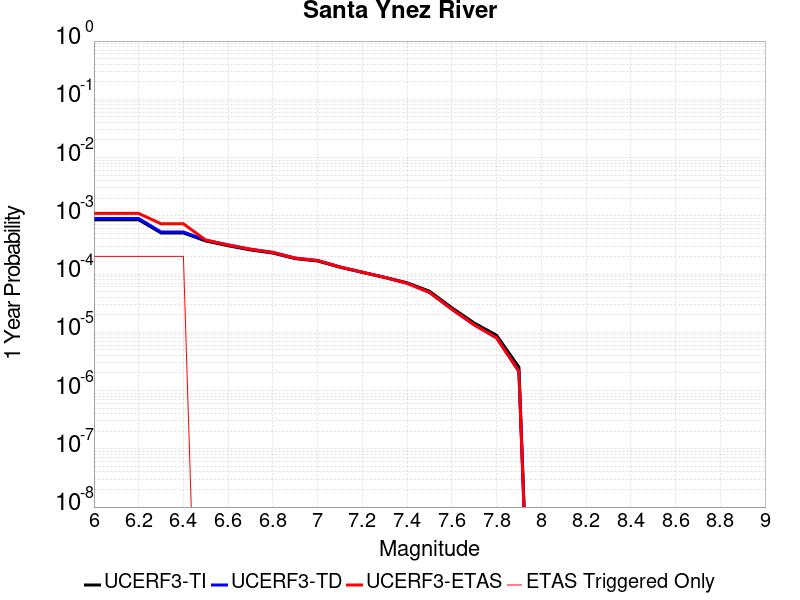 Santa Ynez River
10^0
10^-1
10^-2
10^-3
10^-4
10^-5
10^-6
10^-7
10^-8
1 Year Probability
6 6.2 6.4 6.6 6.8 7 7.2 7.4 7.6 7.8 8 8.2 8.4 8.6 8.8 9
Magnitude
UCERF3-TI UCERF3-TD UCERF3-ETAS ETAS Triggered Only